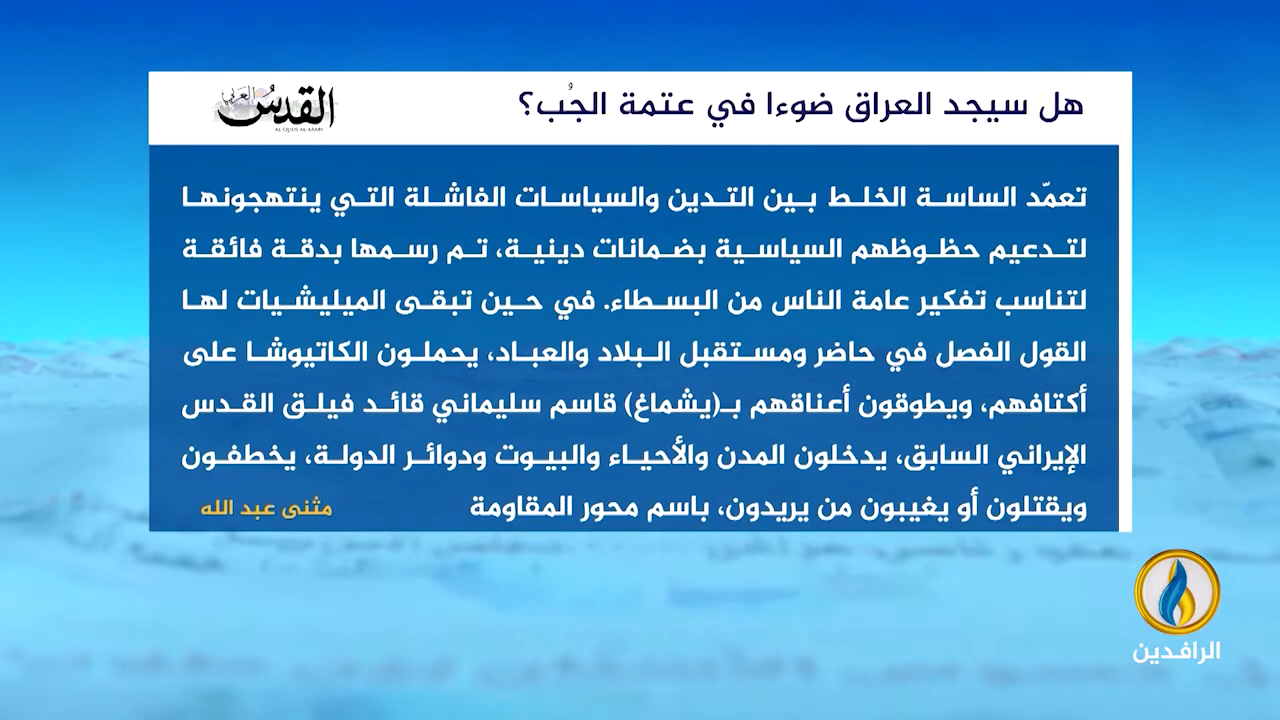 هل سيجد العراق ضوءا في عتمة الجُب؟
القدس العربي
AL-QUDS AL-ARABI
تعمّد الساسة الخلط بين التدين والسياسات الفاشلة التي ينتهجونها
لتدعيم حظوظهم السياسية بضمانات دينية، تم رسمها بدقة فائقة
لتناسب تفكير عامة الناس من البسطاء. في حين تبقى الميليشيات لها
القول الفصل في حاضر ومستقبل البلاد والعباد، يحملون الكاتيوشا على
أكتافهم، ويطوقون أعناقهم بـ(يشماغ) قاسم سليماني قائد فيلق القدس
الإيراني السابق، يدخلون المدن والأحياء والبيوت ودوائر الدولة، يخطفون
ويقتلون أو يغيبون من يريدون، باسم محور المقاومة
مثنى عبد الله
الرافدين